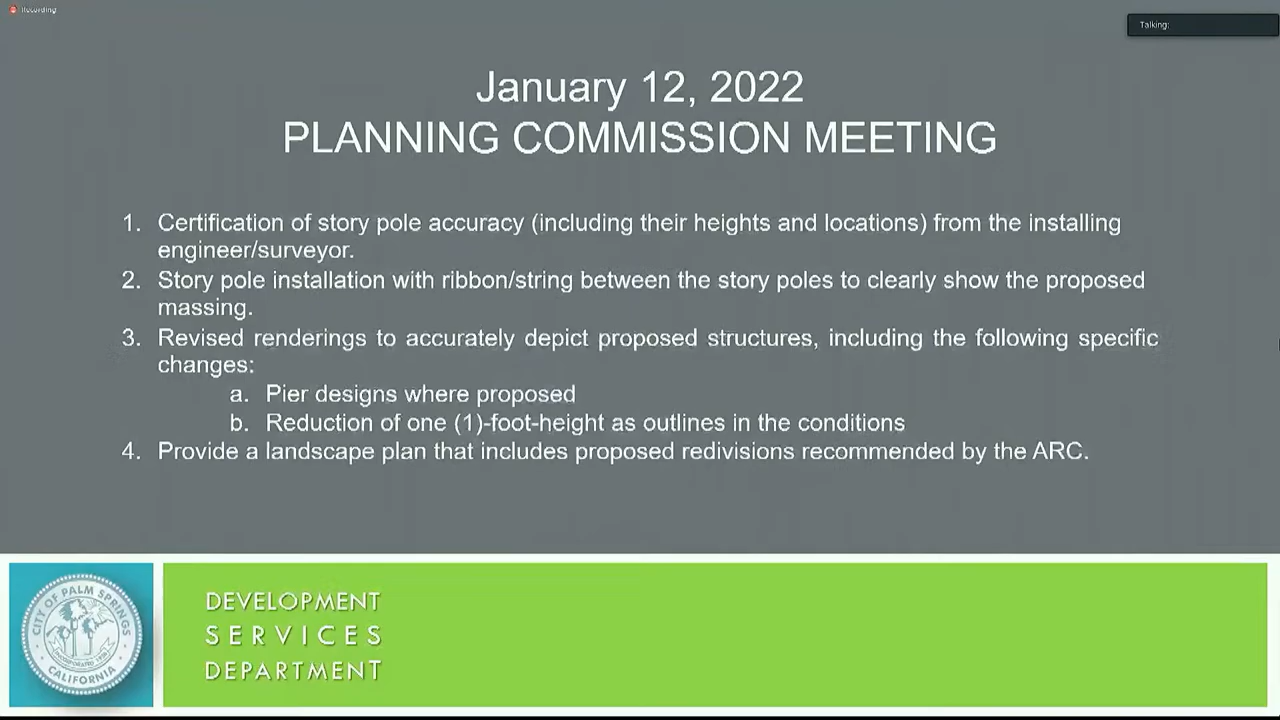 Recording
Talking:
January 12, 2022
PLANNING COMMISSION MEETING
1. Certification of story pole accuracy (including their heights and locations) from the installing
engineer/surveyor.
2. Story pole installation with ribbon/string between the story poles to clearly show the proposed
massing.
3. Revised renderings to accurately depict proposed structures, including the following specific
changes:
a. Pier designs where proposed
b. Reduction of one (1)-foot-height as outlines in the conditions
4. Provide a landscape plan that includes proposed redivisions recommended by the ARC.
CITY OF PALM SPRINGS
CALIFORNIA
DEVELOPMENT
SERVICES
DEPARTMENT